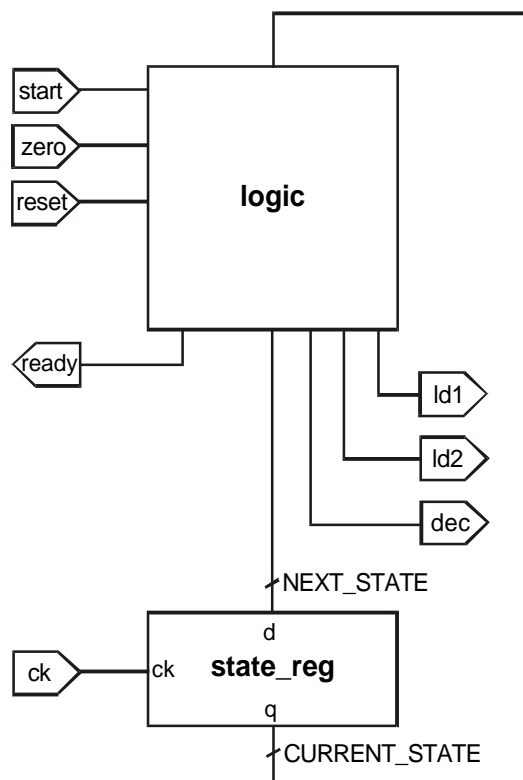 start
zero
reset
logic
ready
ld1
ld2
dec
NEXT_STATE
d
ck
ck
state_reg
q
CURRENT_STATE